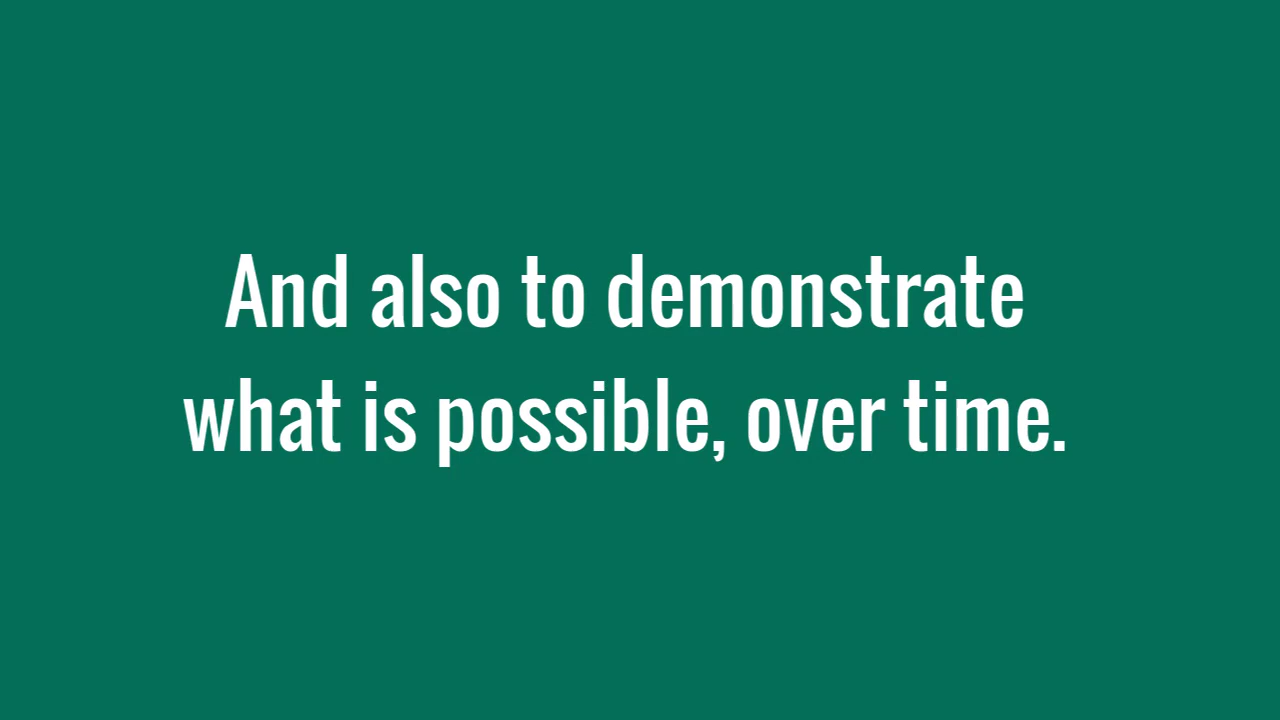 And also to demonstrate
what is possible, over time.